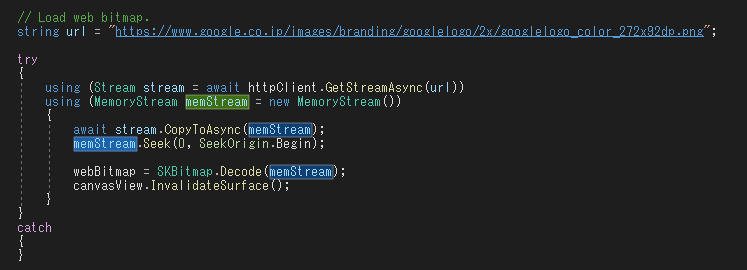 // Load web bitmap.
string url = "https://www.google.co.jp/images/branding/googlelogo/2x/googlelogo_color_272x92dp.png";
try
{
using (Stream stream = await httpClient.GetStreamAsync(url))
using (MemoryStream memStream = new MemoryStream())
{
await stream.CopyToAsync(memStream);
memStream.Seek(0, SeekOrigin.Begin);
webBitmap = SKBitmap.Decode(memStream);
canvasView.InvalidateSurface();
}
}
catch
{
}